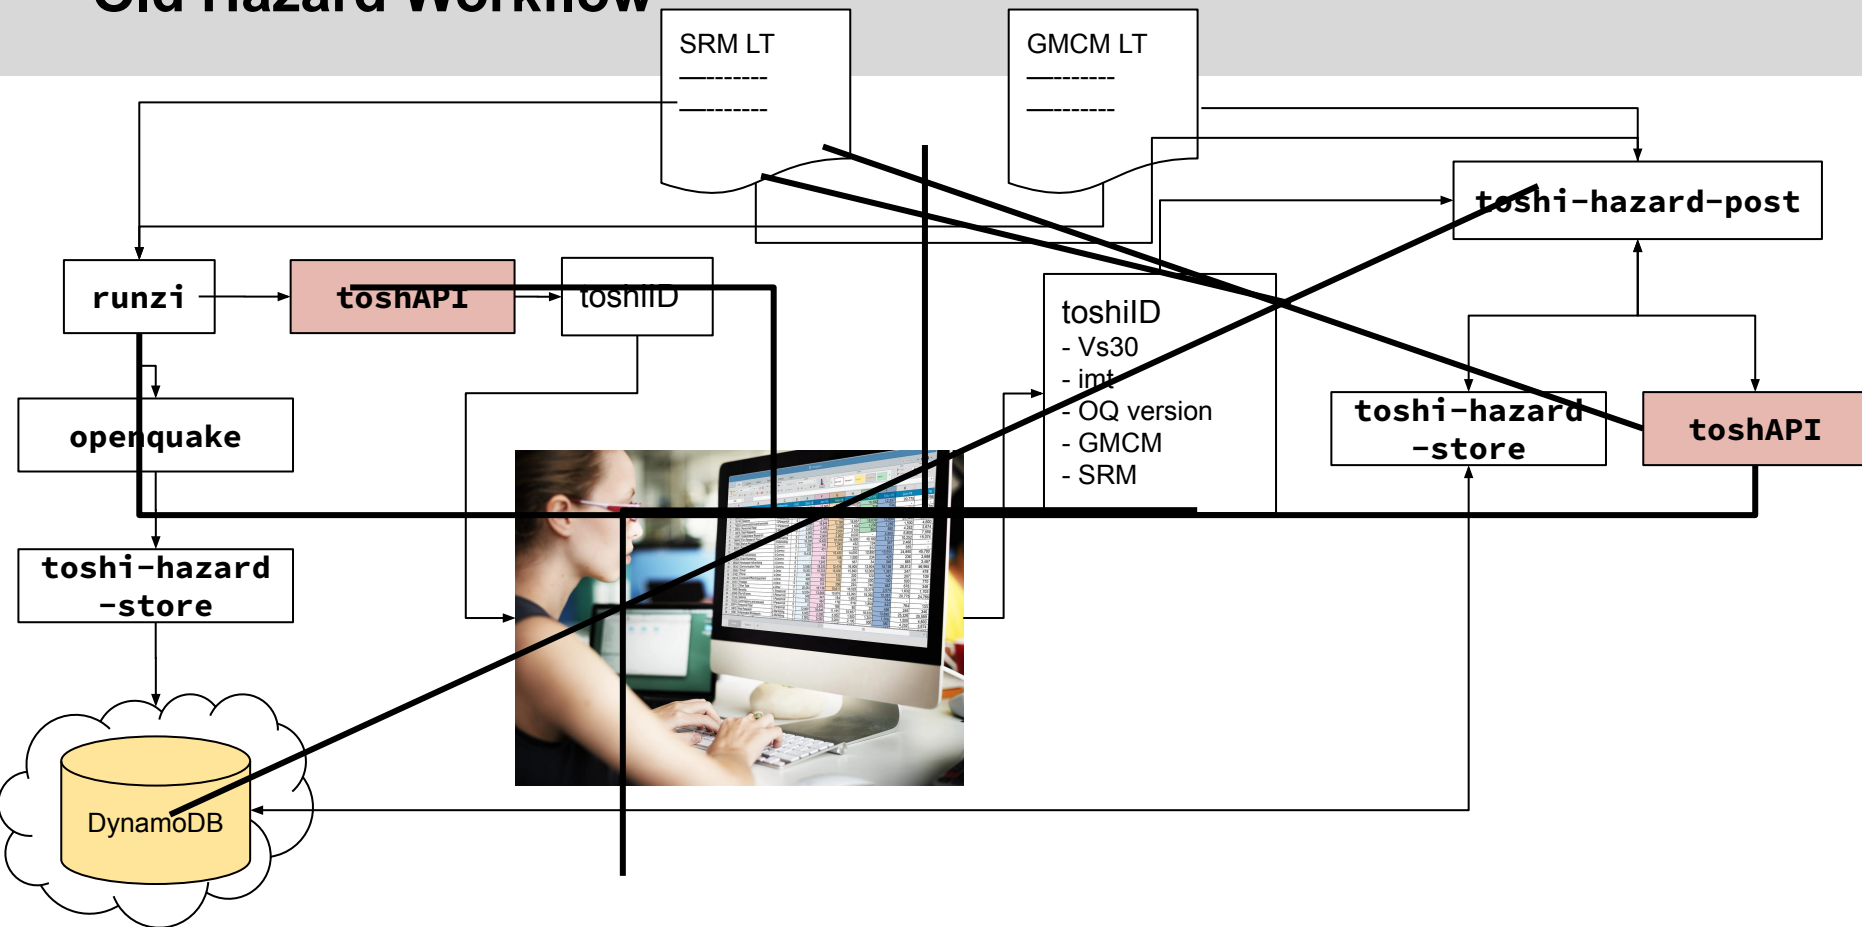 Old Hazard Workflow
SRM LT
----------
----------
GMCM LT
----------
----------
toshi-hazard-post
runzi
toshAPI
toshiID
toshiID
- Vs30
- imt
- OQ version
- GMCM
- SRM
openquake
toshi-hazard
-store
toshAPI
toshi-hazard
-store
DynamoDB